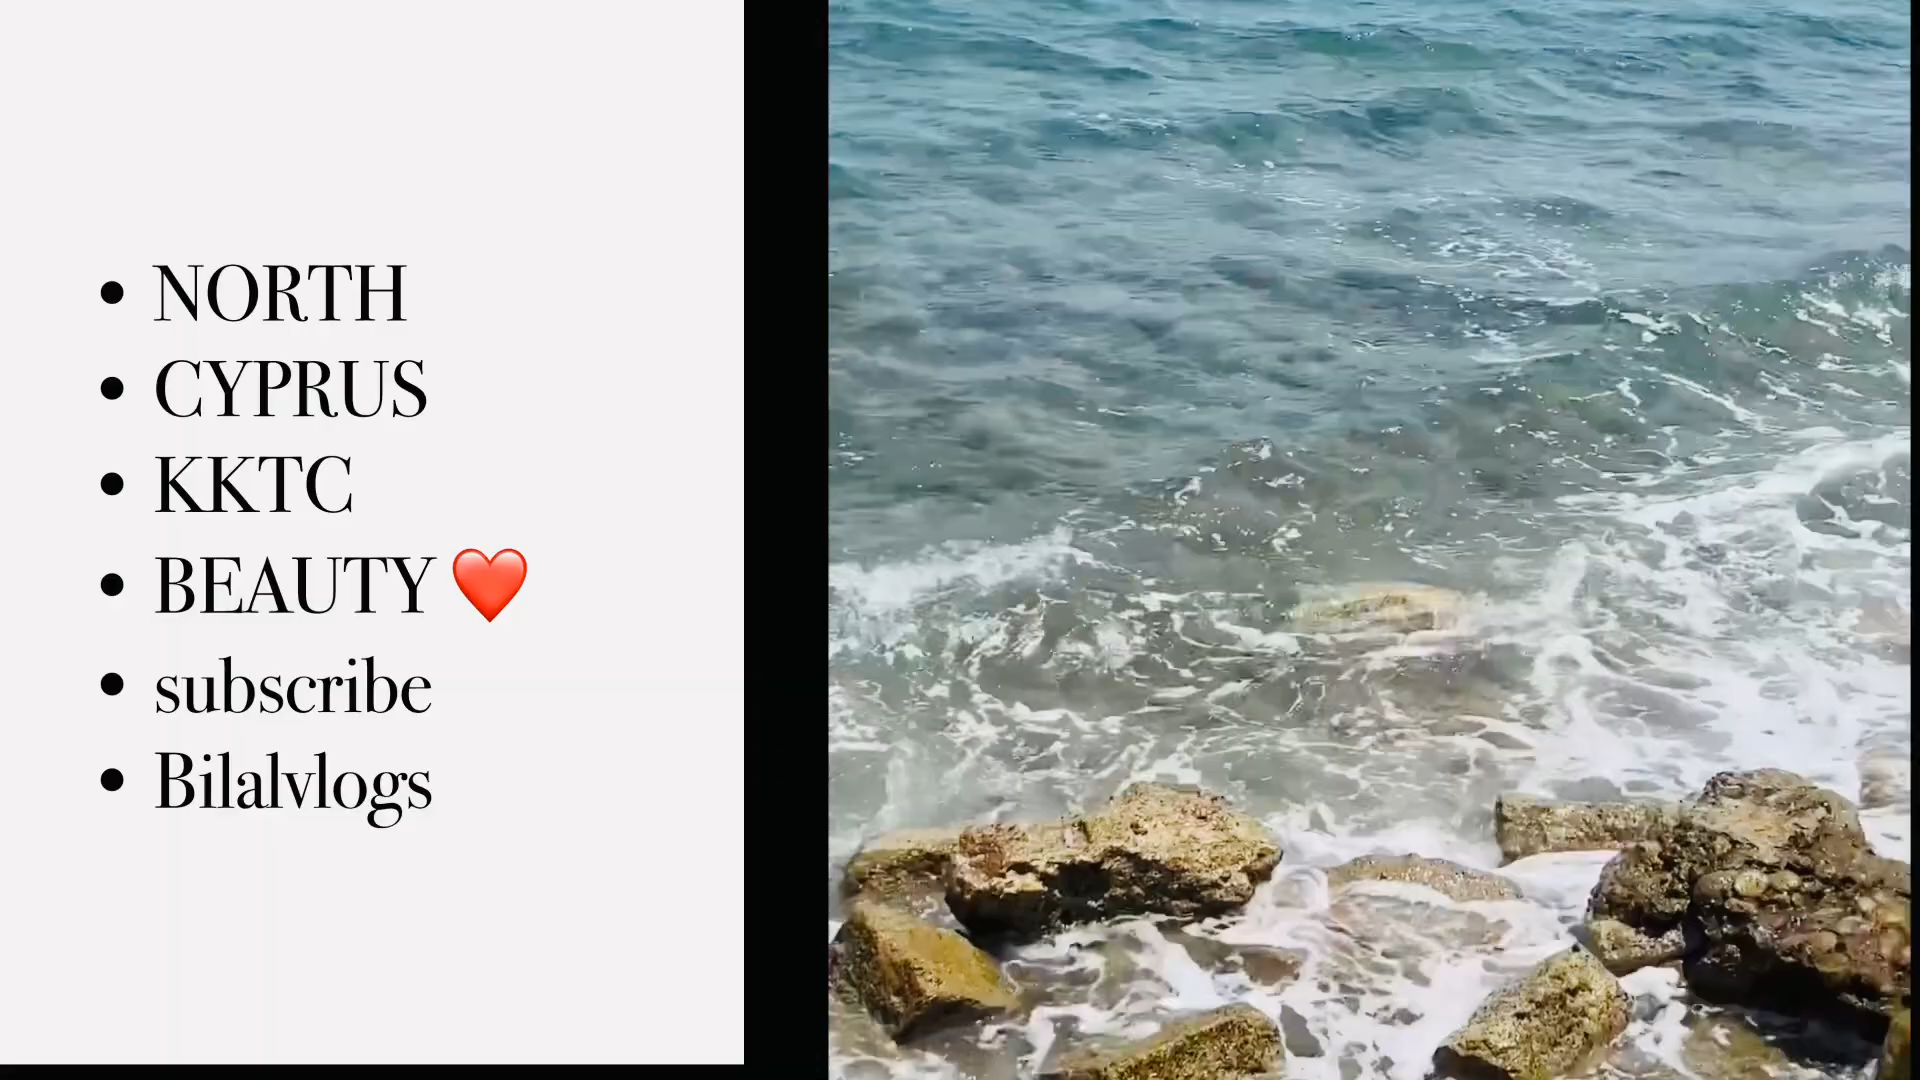 • NORTH
• CYPRUS
• KKTC
• BEAUTY ❤️
• subscribe
• Bilalvlogs